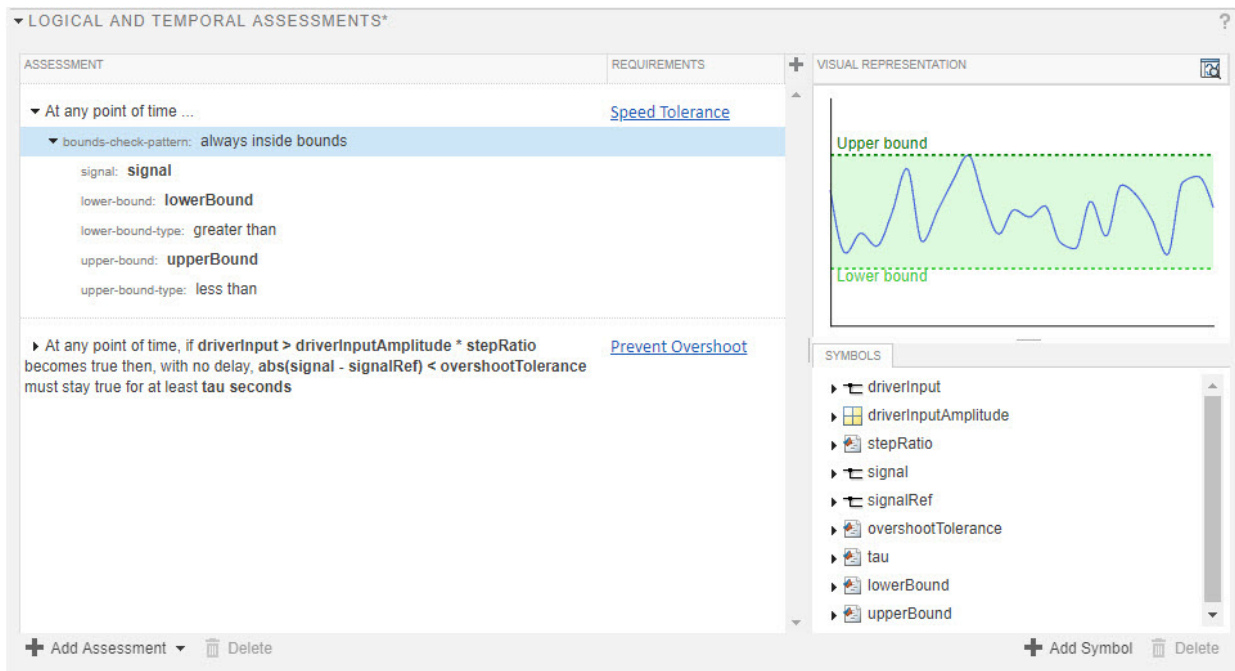 LOGICAL AND TEMPORAL ASSESSMENTS*
?
ASSESSMENT
REQUIREMENTS
At any point of time ...
Speed Tolerance
bounds-check-pattern: always inside bounds
signal: signal
lower-bound: lowerBound
lower-bound-type: greater than
upper-bound: upperBound
upper-bound-type: less than
At any point of time, if driverInput > driverInputAmplitude * stepRatio
becomes true then, with no delay, abs(signal - signalRef) < overshootTolerance
must stay true for at least tau seconds
Prevent Overshoot
Add Assessment
Delete
VISUAL REPRESENTATION
Upper bound
Lower bound
SYMBOLS
driverInput
driverInputAmplitude
stepRatio
signal
signalRef
overshootTolerance
tau
lowerBound
upperBound
Add Symbol
Delete